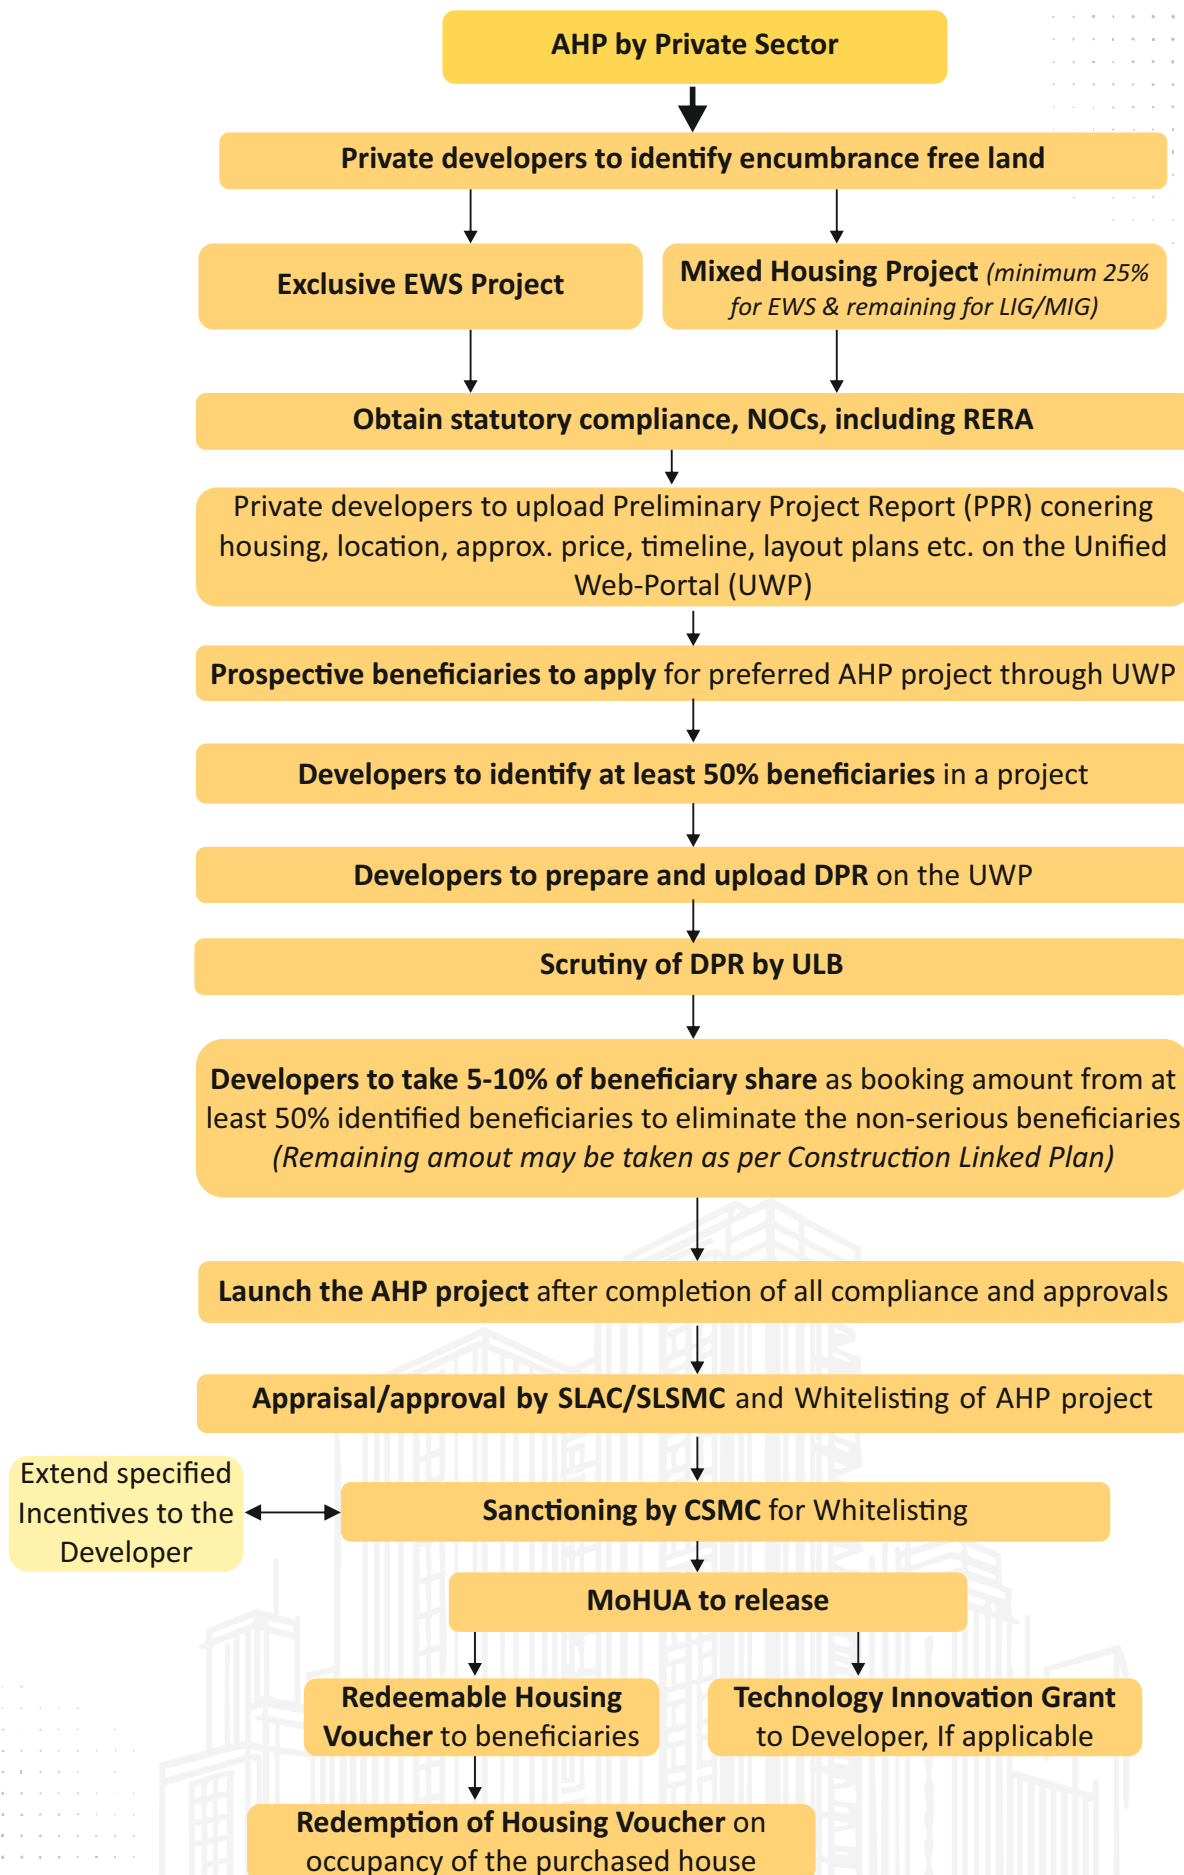 AHP by Private Sector
Private developers to identify encumbrance free land
Exclusive EWS Project
Mixed Housing Project (minimum 25%
for EWS & remaining for LIG/MIG)
Obtain statutory compliance, NOCs, including RERA
Private developers to upload Preliminary Project Report (PPR) conering
housing, location, approx. price, timeline, layout plans etc. on the Unified
Web-Portal (UWP)
Prospective beneficiaries to apply for preferred AHP project through UWP
Developers to identify at least 50% beneficiaries in a project
Developers to prepare and upload DPR on the UWP
Scrutiny of DPR by ULB
Developers to take 5-10% of beneficiary share as booking amount from at
least 50% identified beneficiaries to eliminate the non-serious beneficiaries
(Remaining amout may be taken as per Construction Linked Plan)
Launch the AHP project after completion of all compliance and approvals
Appraisal/approval by SLAC/SLSMC and Whitelisting of AHP project
Extend specified
Incentives to the
Developer
Sanctioning by CSMC for Whitelisting
MoHUA to release
Redeemable Housing
Voucher to beneficiaries
Technology Innovation Grant
to Developer, If applicable
Redemption of Housing Voucher on
occupancy of the purchased house